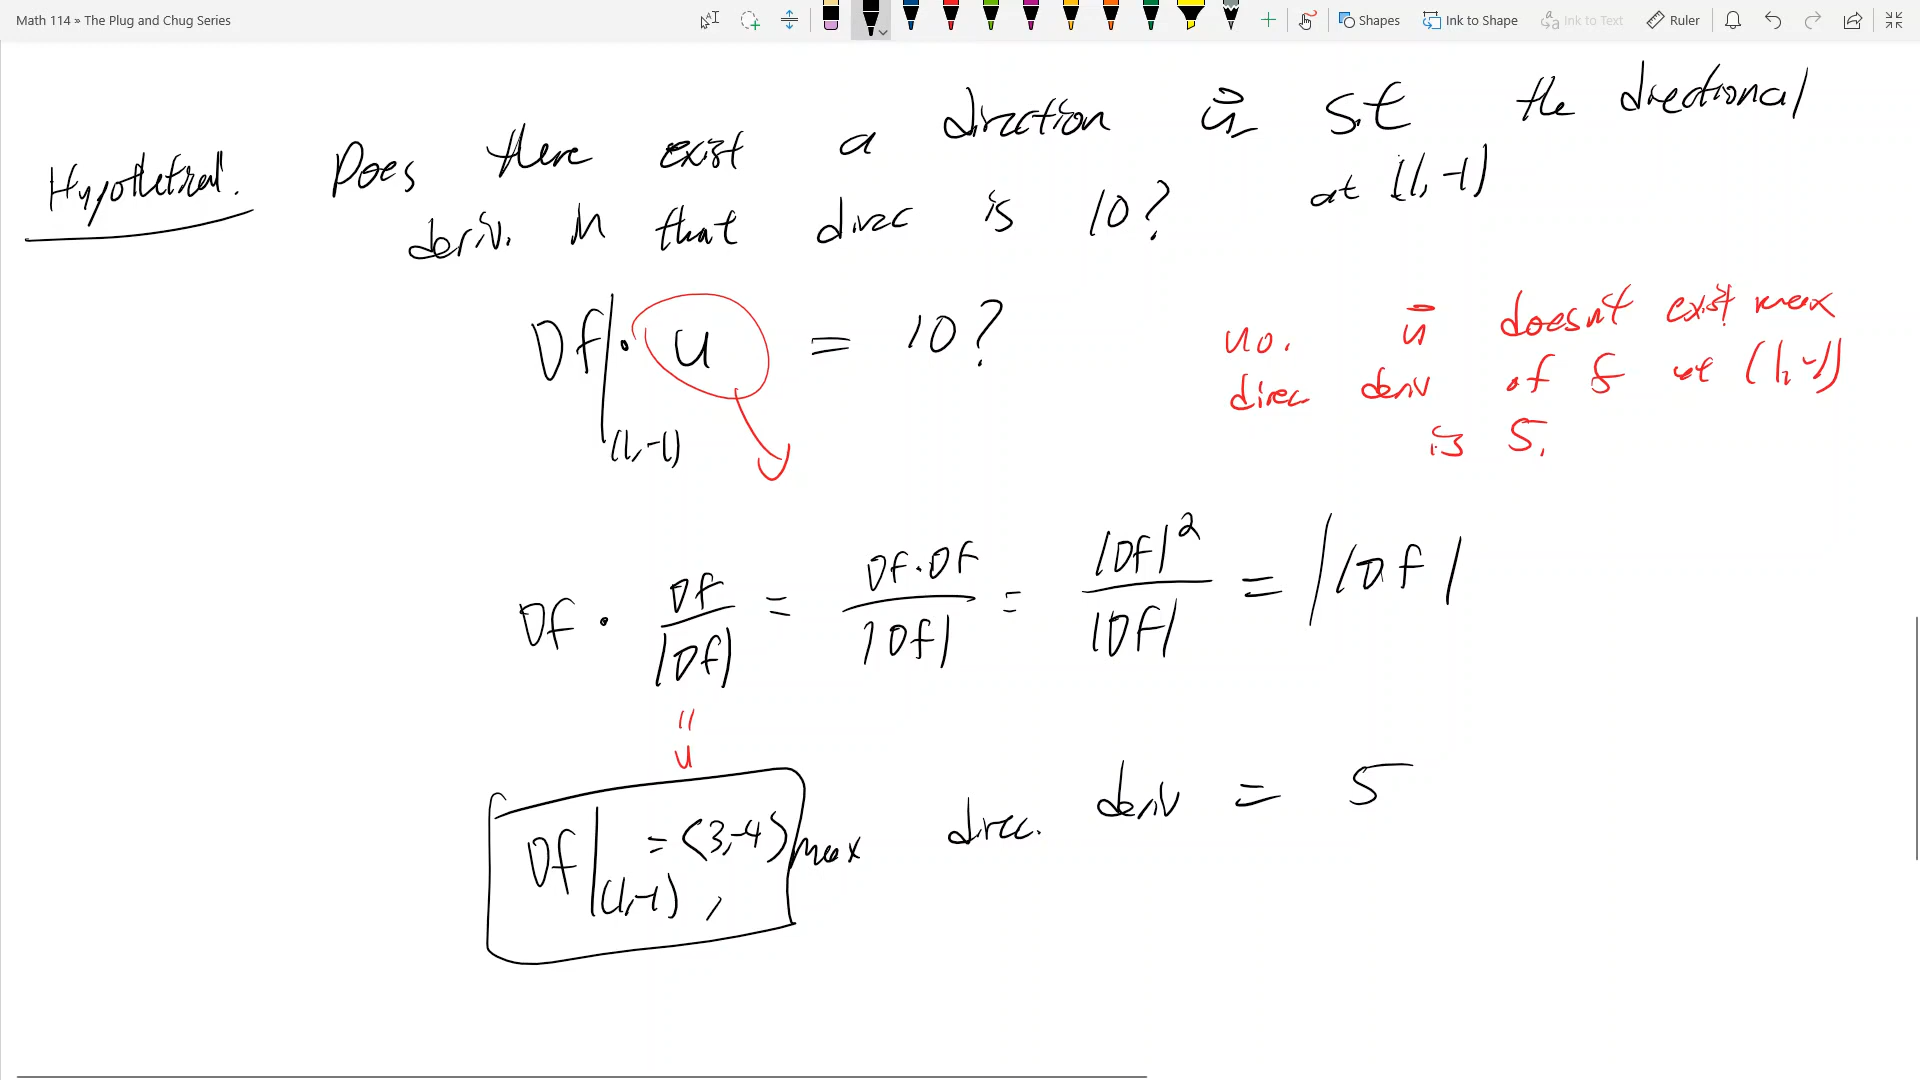 Math 114 » The Plug and Chug Series
Shapes Ink to Shape Ink to Text Ruler
Hypothetical. Does there exist a direction u⃗ s.t the directional
deriv. in that direc is 10? at (1,-1)
Df|(1,-1) · u = 10?
no. u⃗ doesn't exist max
direc deriv of f at (1,-1)
is 5.
Df · Df/|Df| = Df·Df/|Df| = |Df|²/|Df| = |Df|
"
u
Df|(1,-1) = ⟨3,-4⟩, max direc. deriv = 5